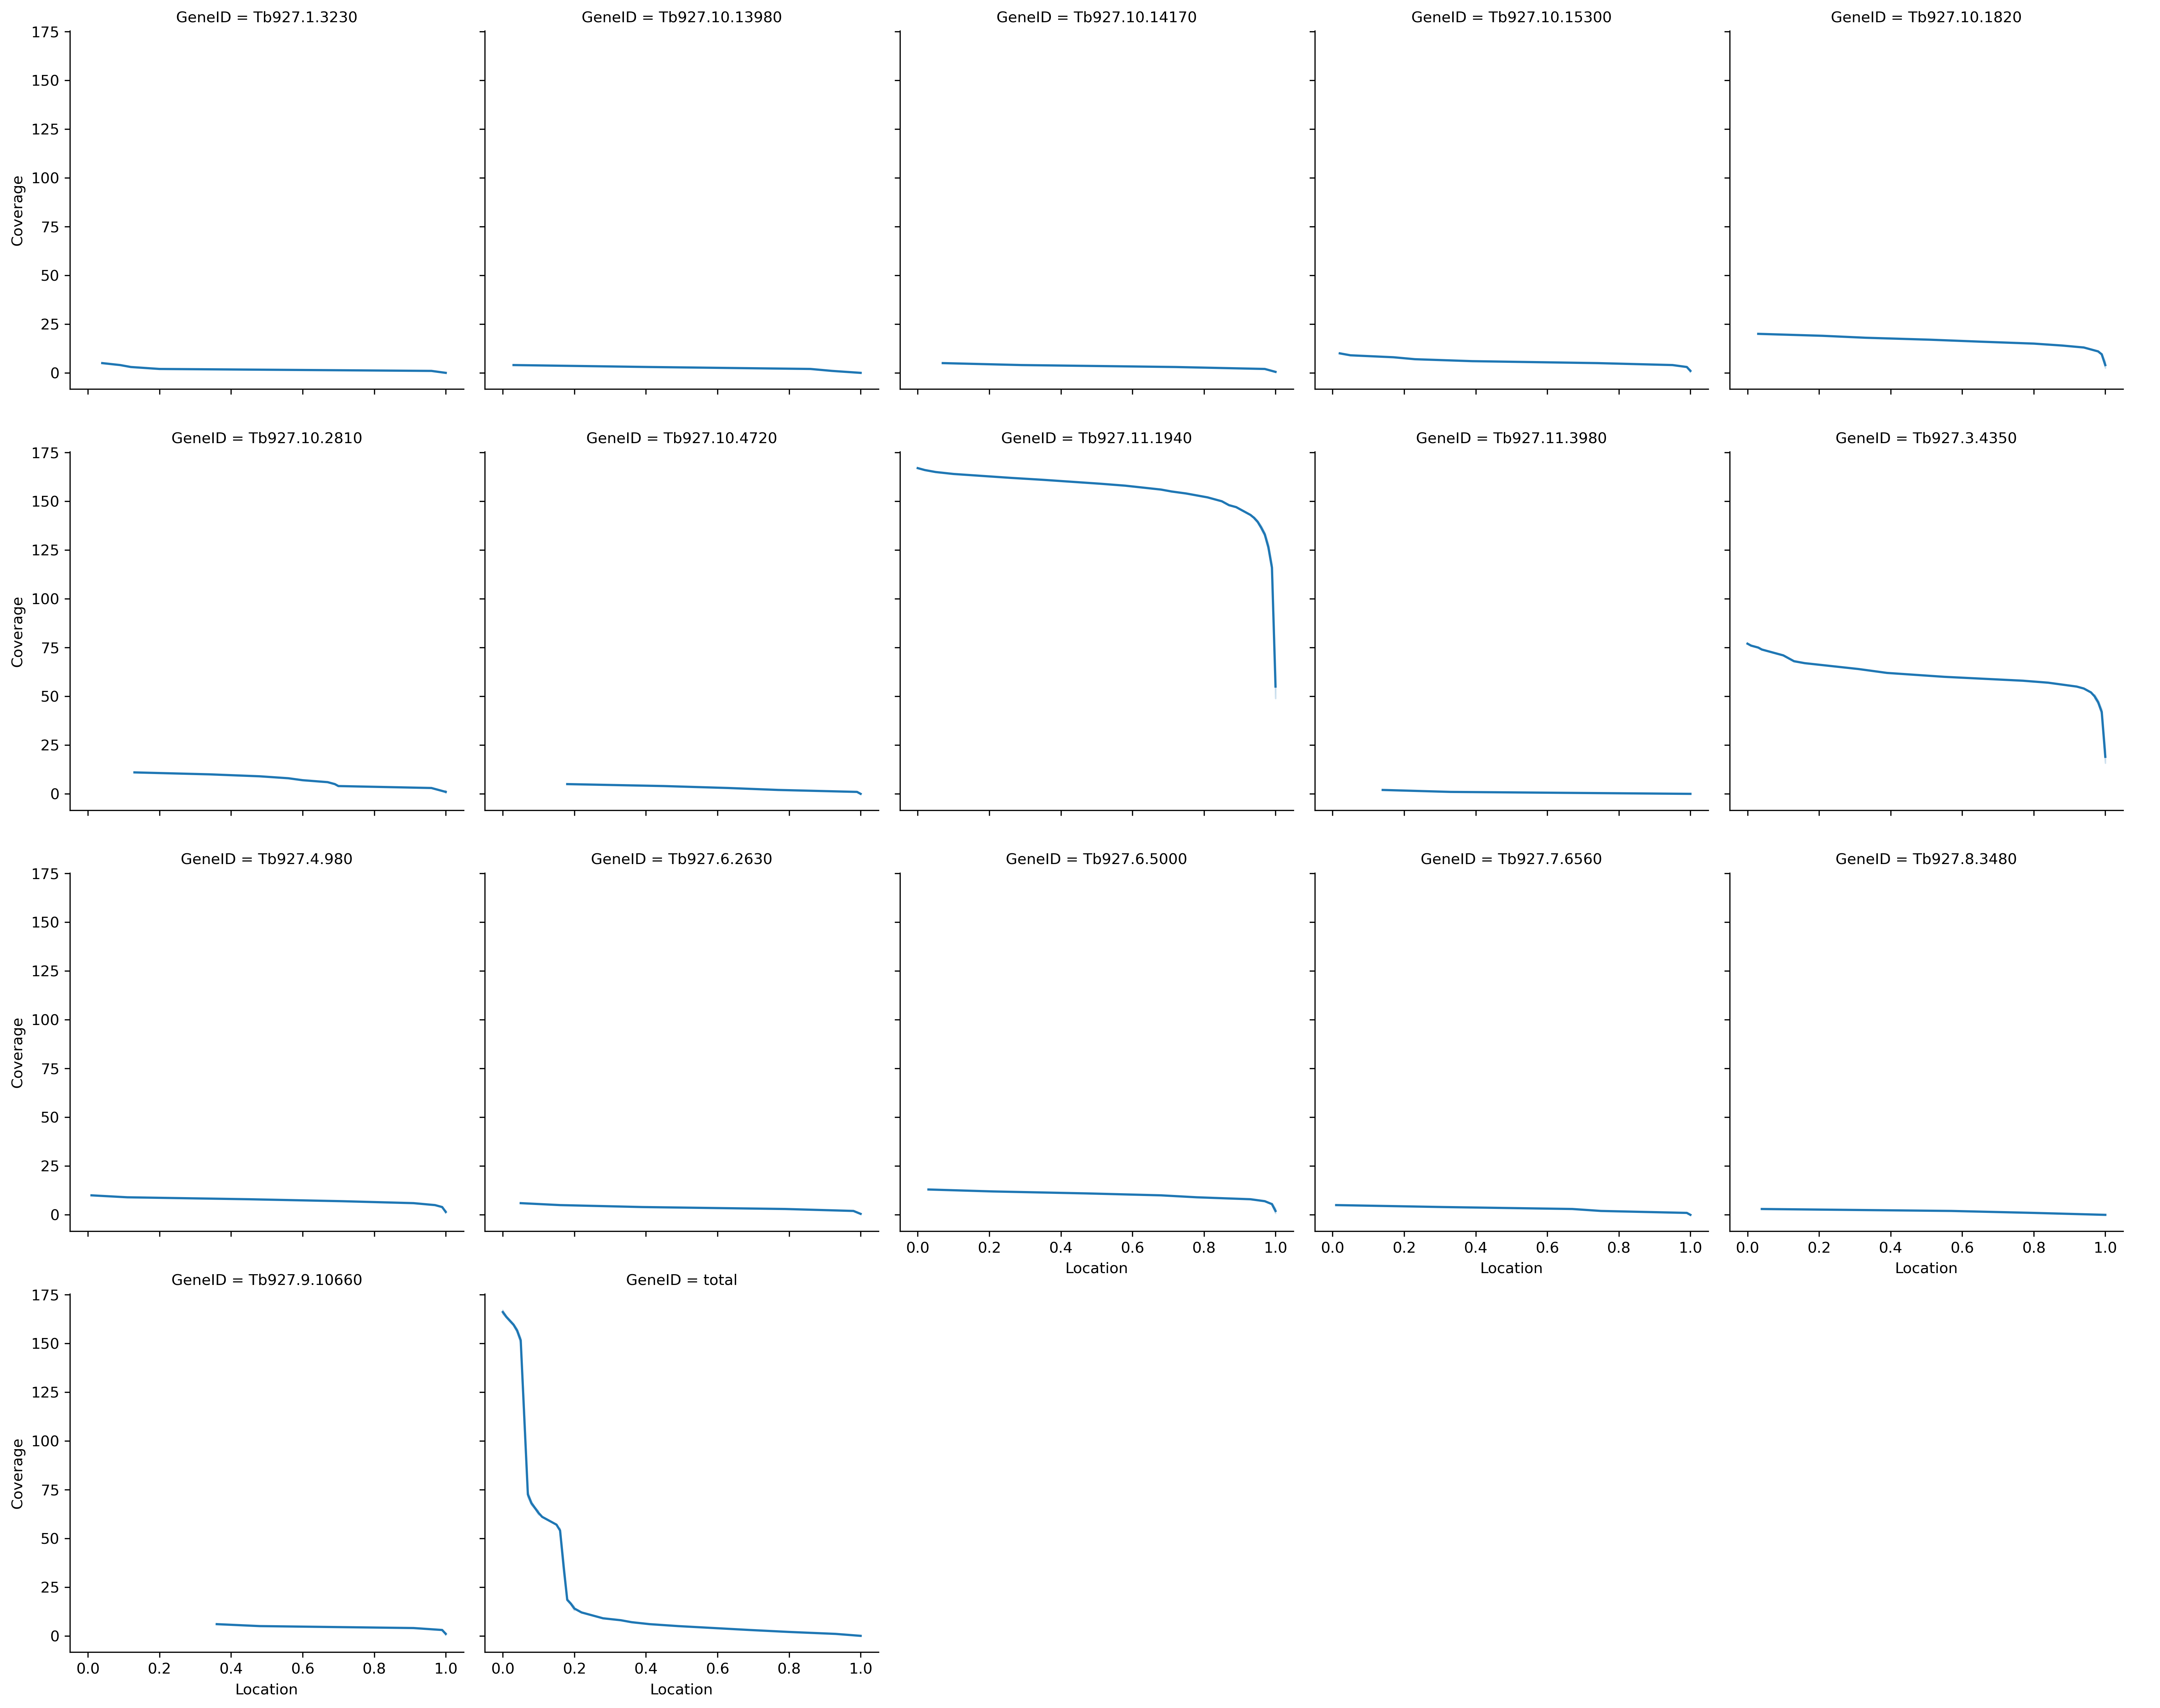 GeneID = Tb927.1.3230
GeneID = Tb927.10.13980
GeneID = Tb927.10.14170
GeneID = Tb927.10.15300
GeneID = Tb927.10.1820
175
150
125
100
75
50
25
0
Coverage
GeneID = Tb927.10.2810
GeneID = Tb927.10.4720
GeneID = Tb927.11.1940
GeneID = Tb927.11.3980
GeneID = Tb927.3.4350
175
150
125
100
75
50
25
0
Coverage
GeneID = Tb927.4.980
GeneID = Tb927.6.2630
GeneID = Tb927.6.5000
GeneID = Tb927.7.6560
GeneID = Tb927.8.3480
175
150
125
100
75
50
25
0
Coverage
0.0 0.2 0.4 0.6 0.8 1.0
Location
0.0 0.2 0.4 0.6 0.8 1.0
Location
0.0 0.2 0.4 0.6 0.8 1.0
Location
GeneID = Tb927.9.10660
GeneID = total
175
150
125
100
75
50
25
0
Coverage
0.0 0.2 0.4 0.6 0.8 1.0
Location
0.0 0.2 0.4 0.6 0.8 1.0
Location